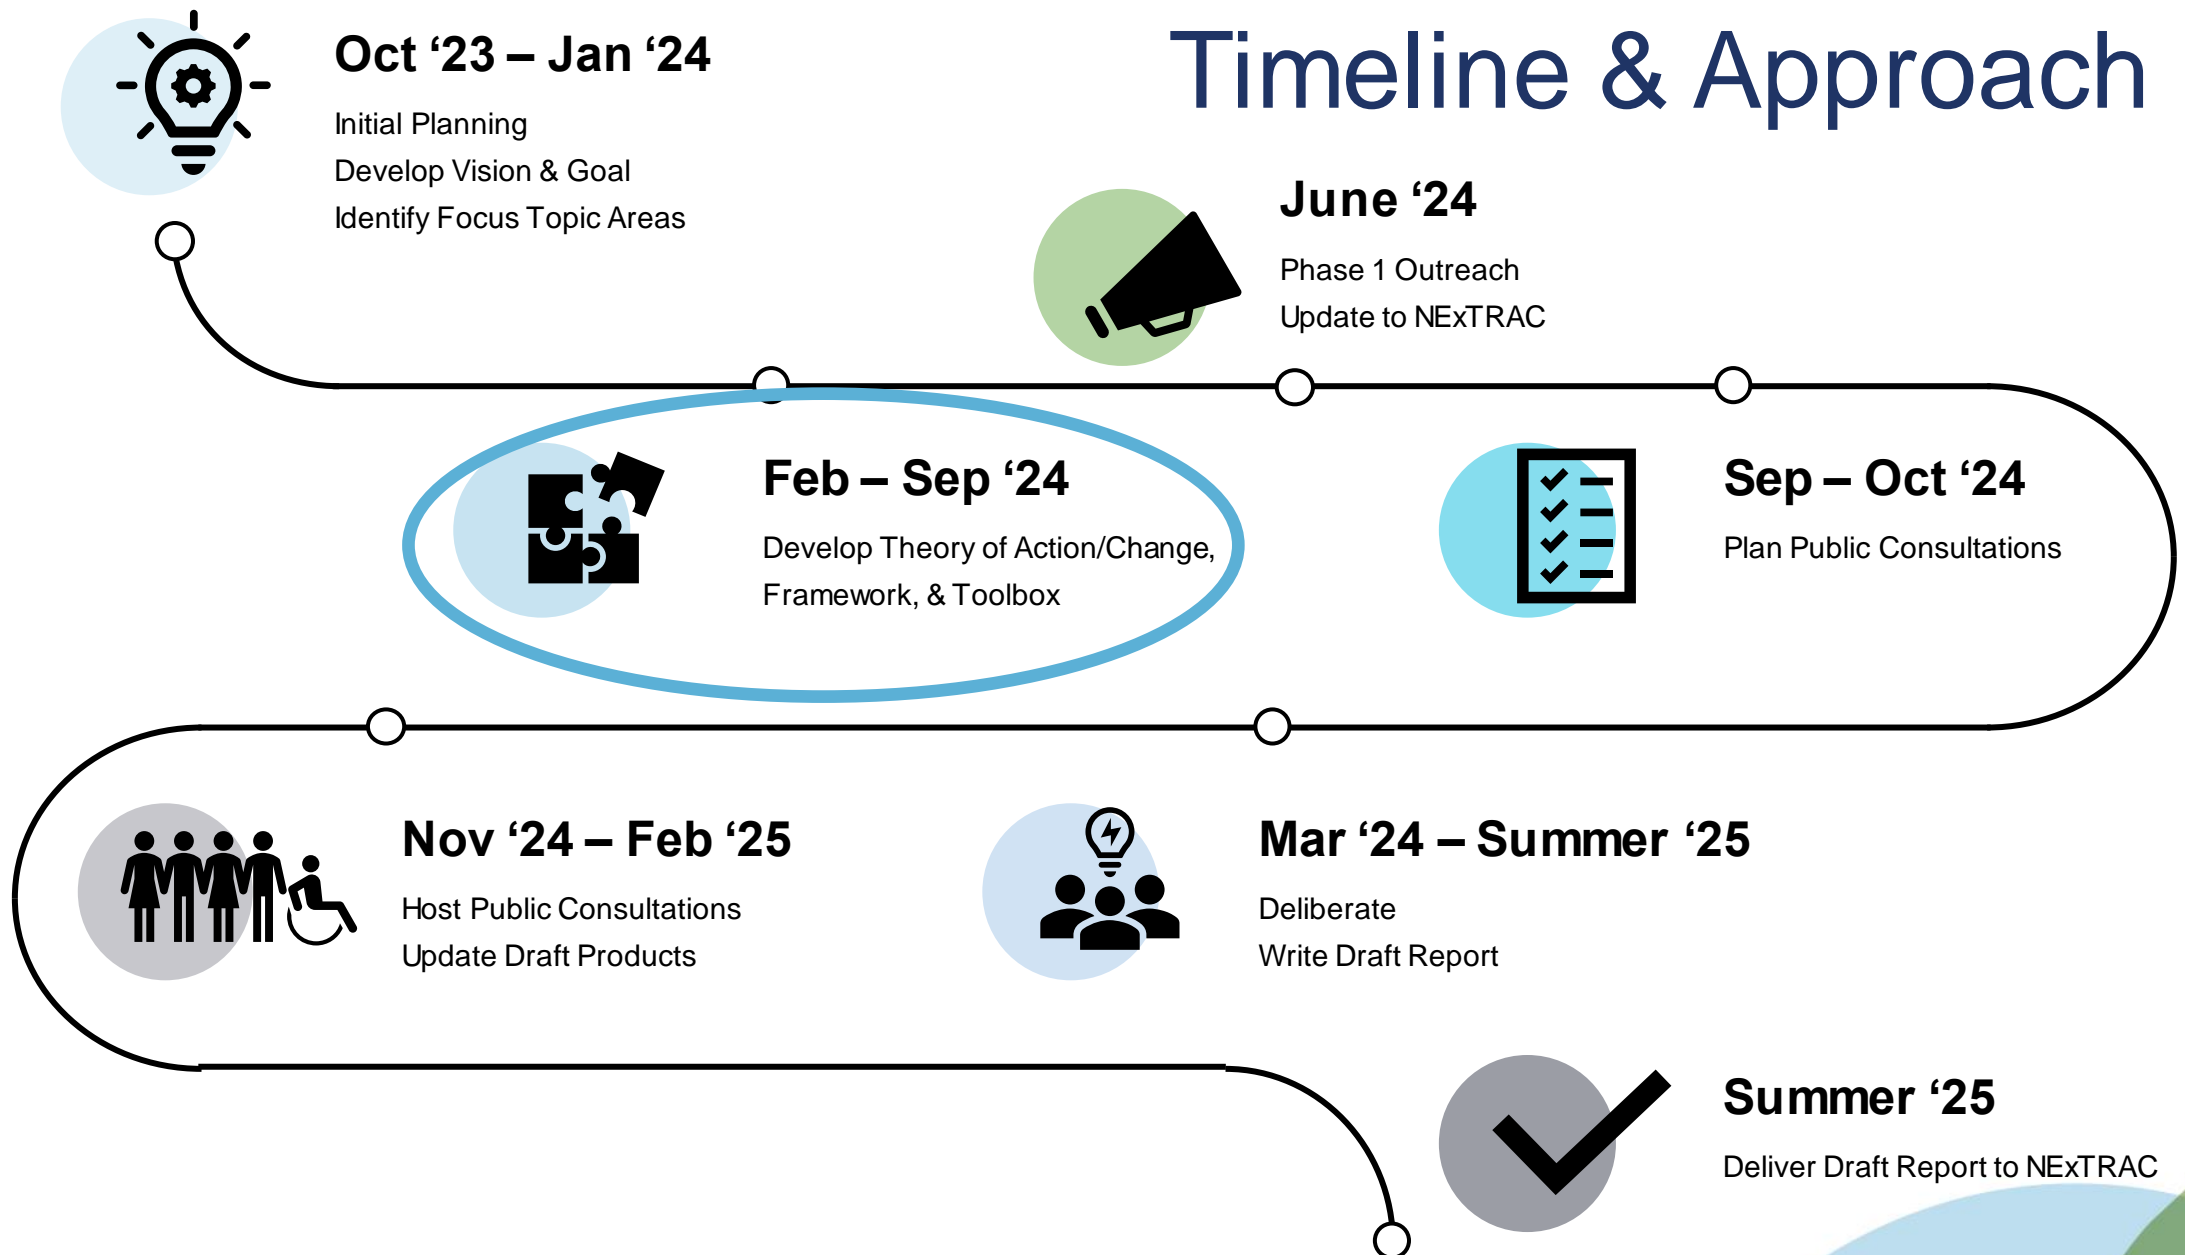 Timeline & Approach
Oct ‘23 – Jan ‘24
Initial Planning
Develop Vision & Goal
Identify Focus Topic Areas
June ‘24
Phase 1 Outreach
Update to NExTRAC
Feb – Sep ‘24
Develop Theory of Action/Change,
Framework, & Toolbox
Sep – Oct ‘24
Plan Public Consultations
Nov ‘24 – Feb ‘25
Host Public Consultations
Update Draft Products
Mar ‘24 – Summer ‘25
Deliberate
Write Draft Report
Summer ‘25
Deliver Draft Report to NExTRAC